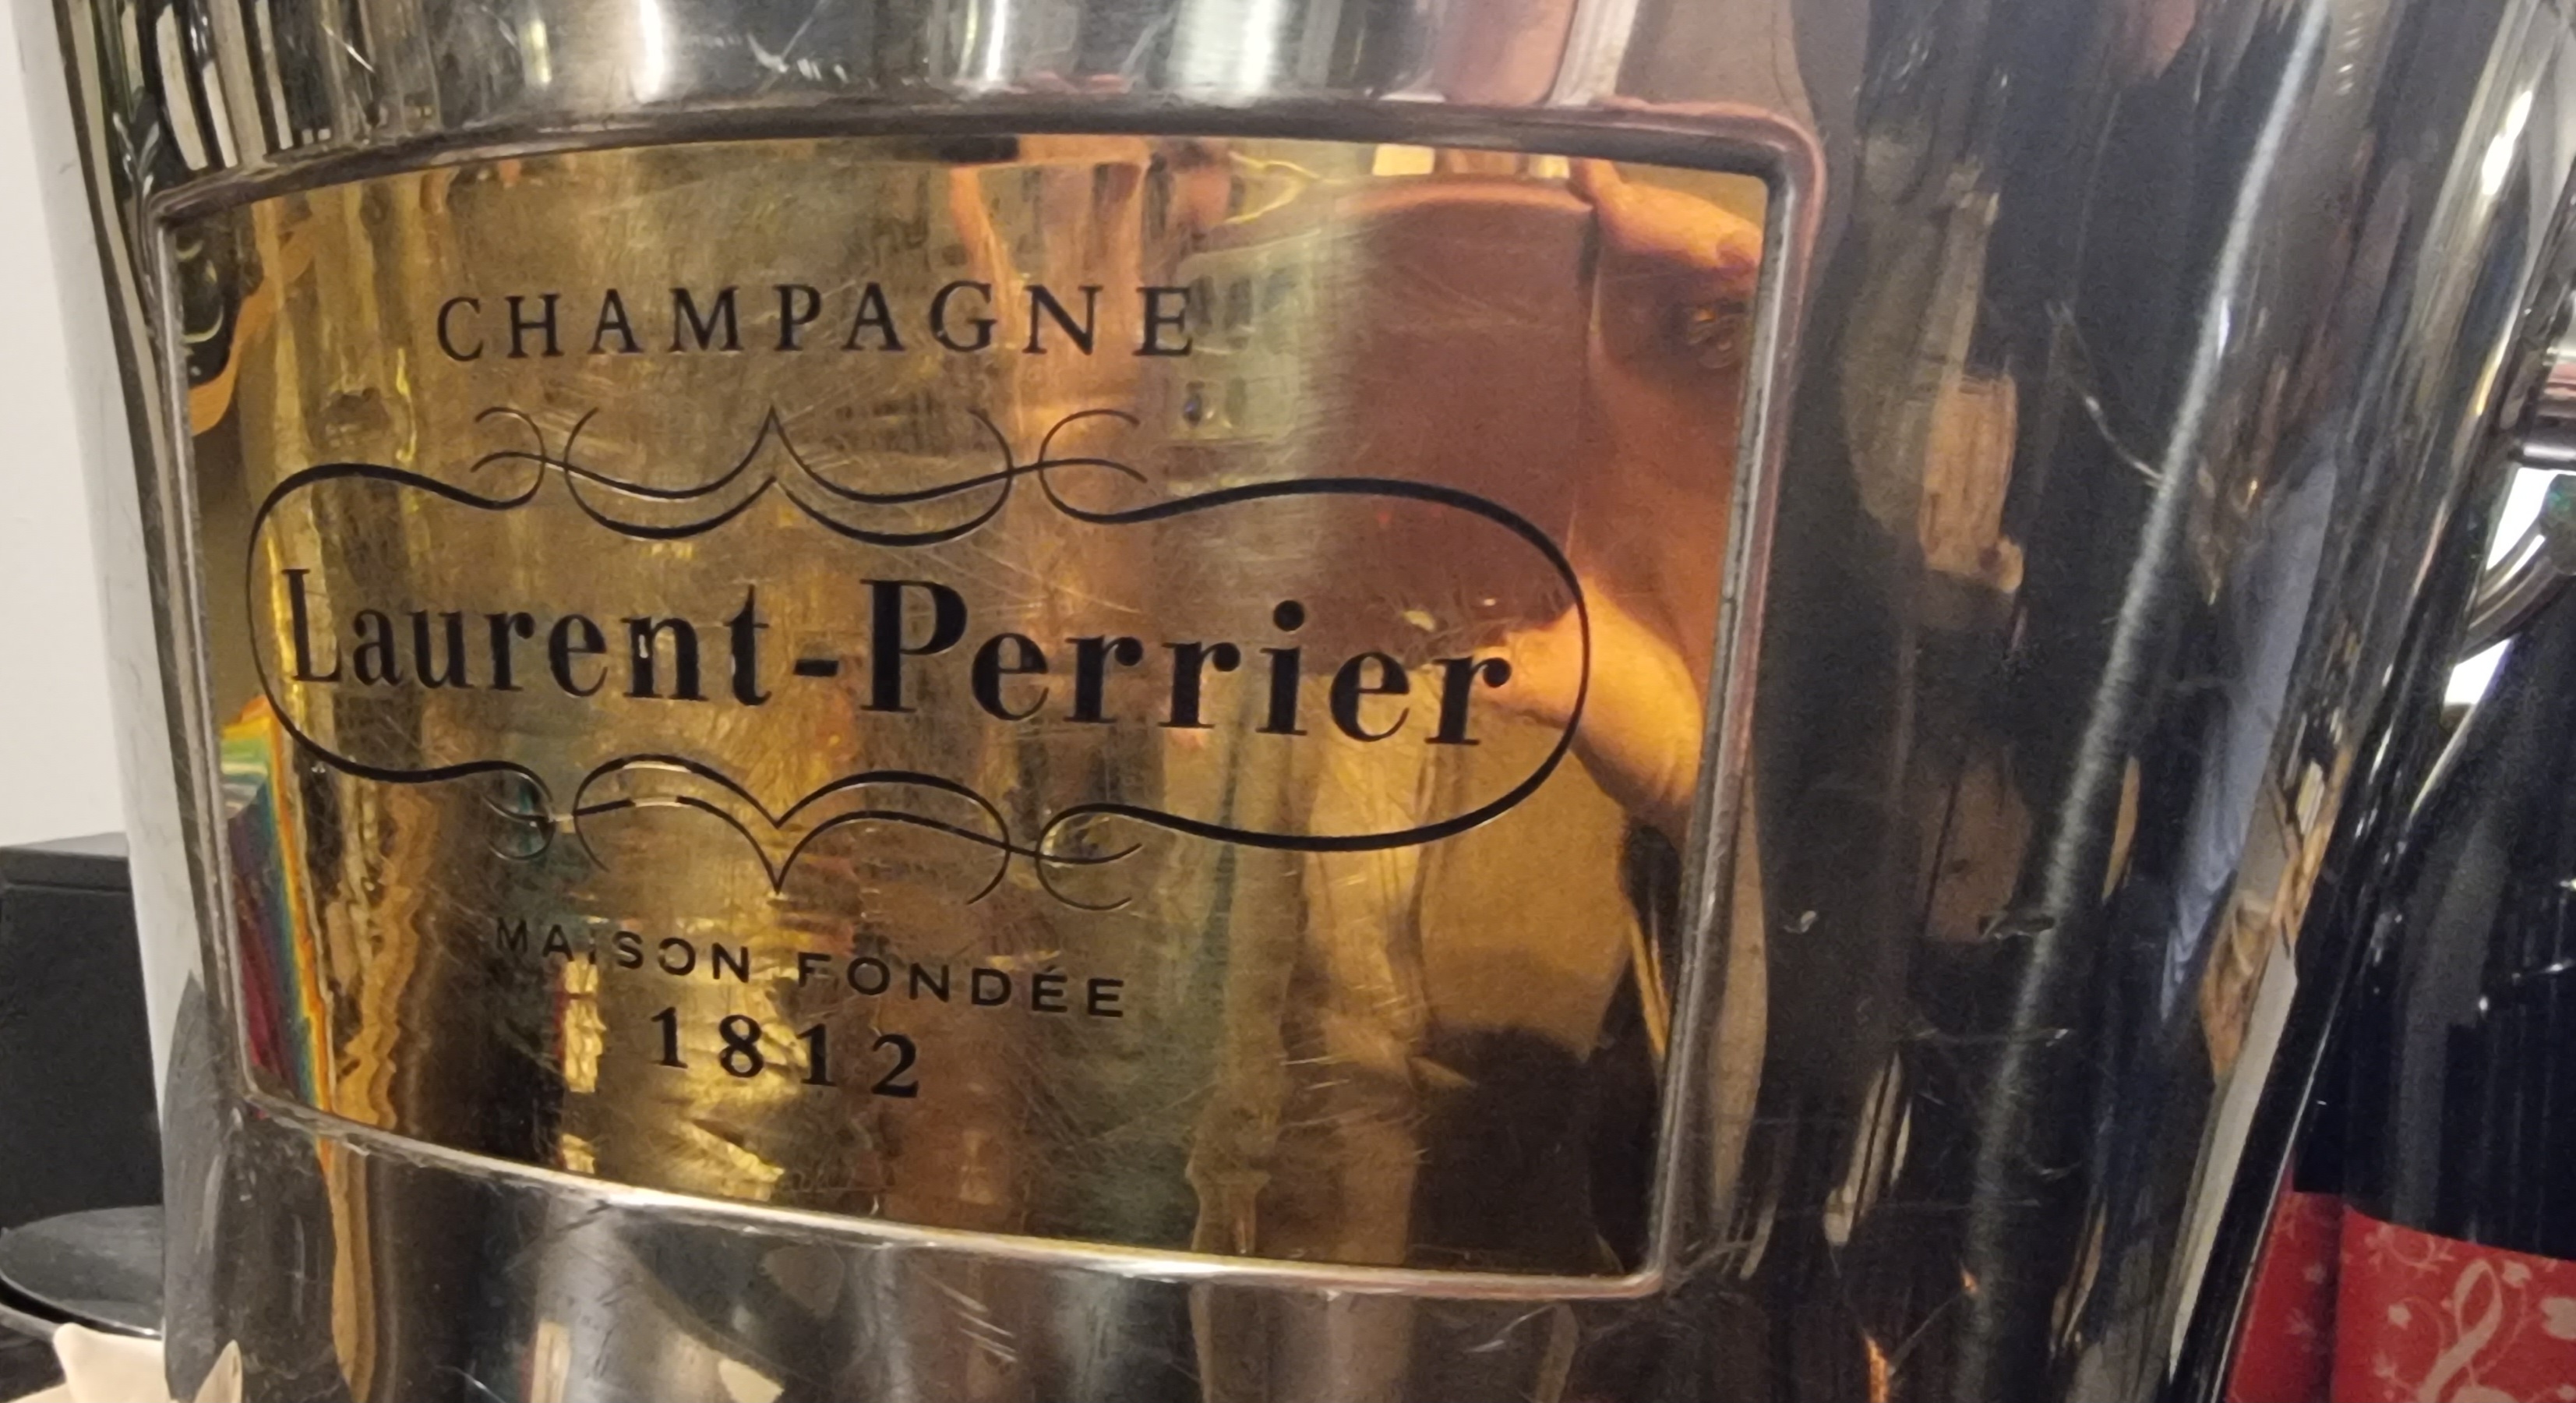 CHAMPAGNE
Laurent-Perrier
MAISON FONDÉE
1812